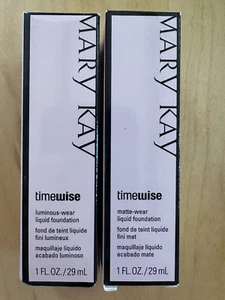 MARY KAY
timewise
luminous-wear
liquid foundation
fond de teint liquide
fini lumineux
maquillaje líquido
acabado luminoso
1 FL. OZ./29 mL
MARY KAY
timewise
matte-wear
liquid foundation
fond de teint liquide
fini mat
maquillaje líquido
acabado mate
1 FL. OZ./29 mL